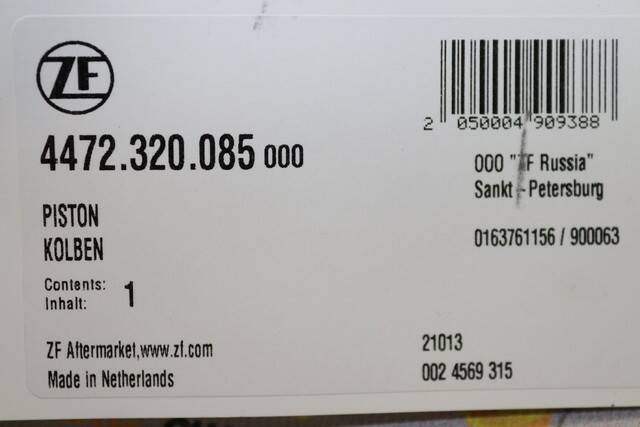 ZF
4472.320.085 000
PISTON
KOLBEN
Contents:
Inhalt: 1
ZF Aftermarket,www.zf.com
Made in Netherlands
2 050004 909388
000 "ZF Russia"
Sankt - Petersburg
0163761156 / 900063
21013
002 4569 315